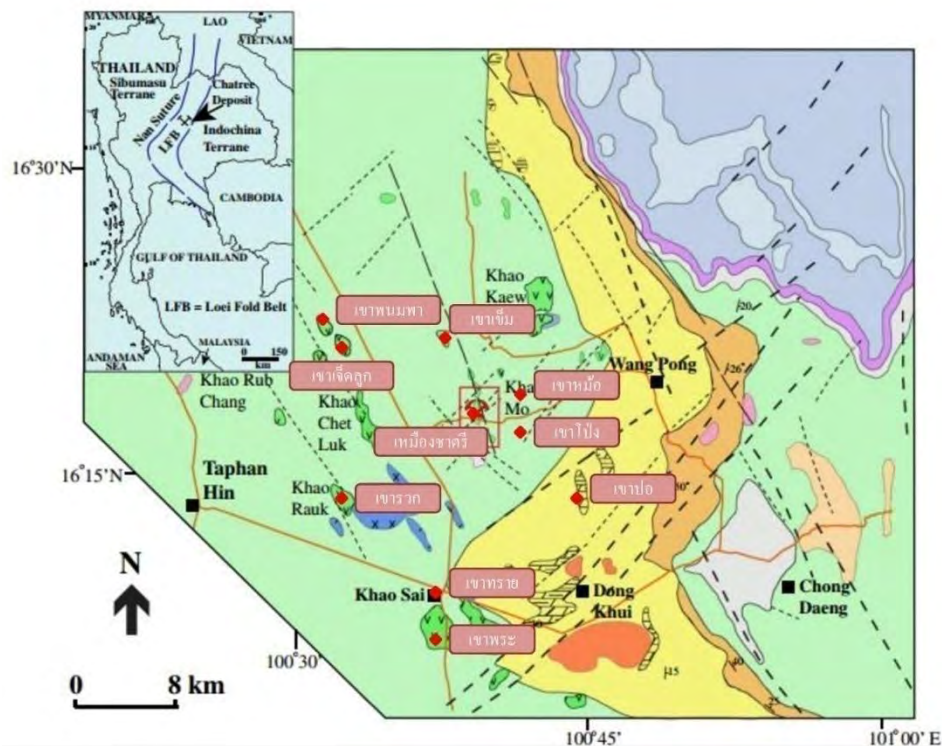 MYANMAR
LAO
VIETNAM
THAILAND
Sibumasu
Terrane
Chatree
Deposit
Nan Suture
LFB
Indochina
Terrane
CAMBODIA
GULF OF THAILAND
LFB = Loei Fold Belt
MALAYSIA
ANDAMAN
SEA
0 150
km
16°30'N
Khao
Kaew
เขาพนมพา
เขาเข็ม
20
Wang Pong
26°
เขาเจ็ดลูก
เขาหม้อ
Kha
Mo
Khao Rub
Chang
Khao
Chet
Luk
เหมืองชาตรี
เขาโป่ง
16°15'N
Taphan
Hin
Khao
Rauk
เขารวก
เขาปอ
N
Khao Sai
เขาทราย
Dong
Khui
Chong
Daeng
เขาพระ
100°30'
15
40
0 8 km
100°45'
101°00' E